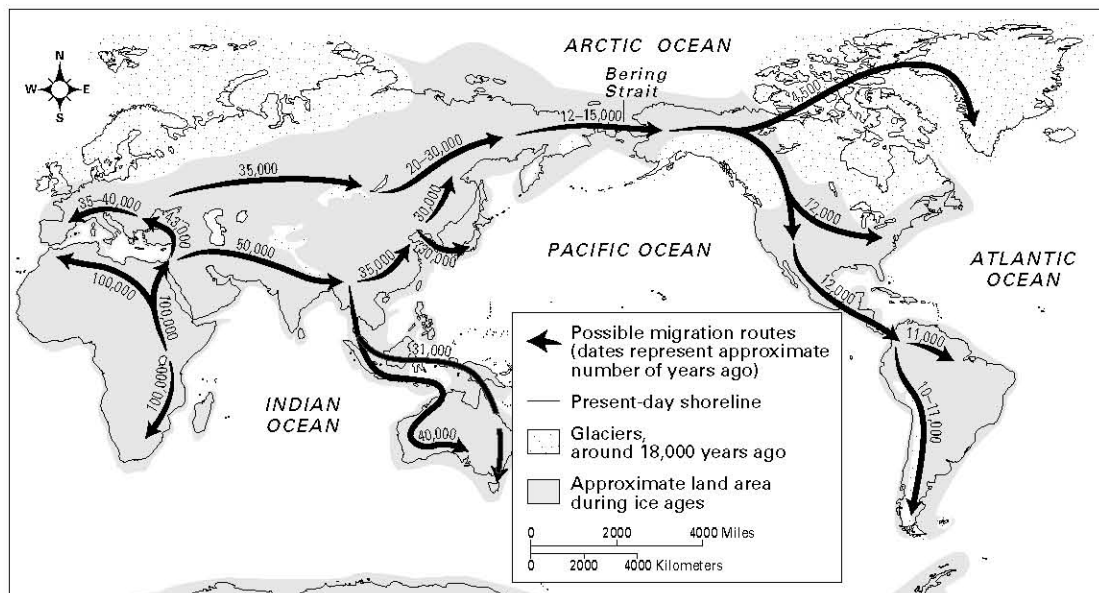 ARCTIC OCEAN
Bering
Strait
N
W E
S
4,500
12–15,000
20–30,000
35,000
35–40,000
43,000
30,000
12,000
50,000
35,000
30,000
PACIFIC OCEAN
ATLANTIC
OCEAN
100,000
100,000
12,000
11,000
31,000
100,000
10–11,000
INDIAN
OCEAN
40,000
Possible migration routes
(dates represent approximate
number of years ago)
Present-day shoreline
Glaciers,
around 18,000 years ago
Approximate land area
during ice ages
0 2000 4000 Miles
0 2000 4000 Kilometers